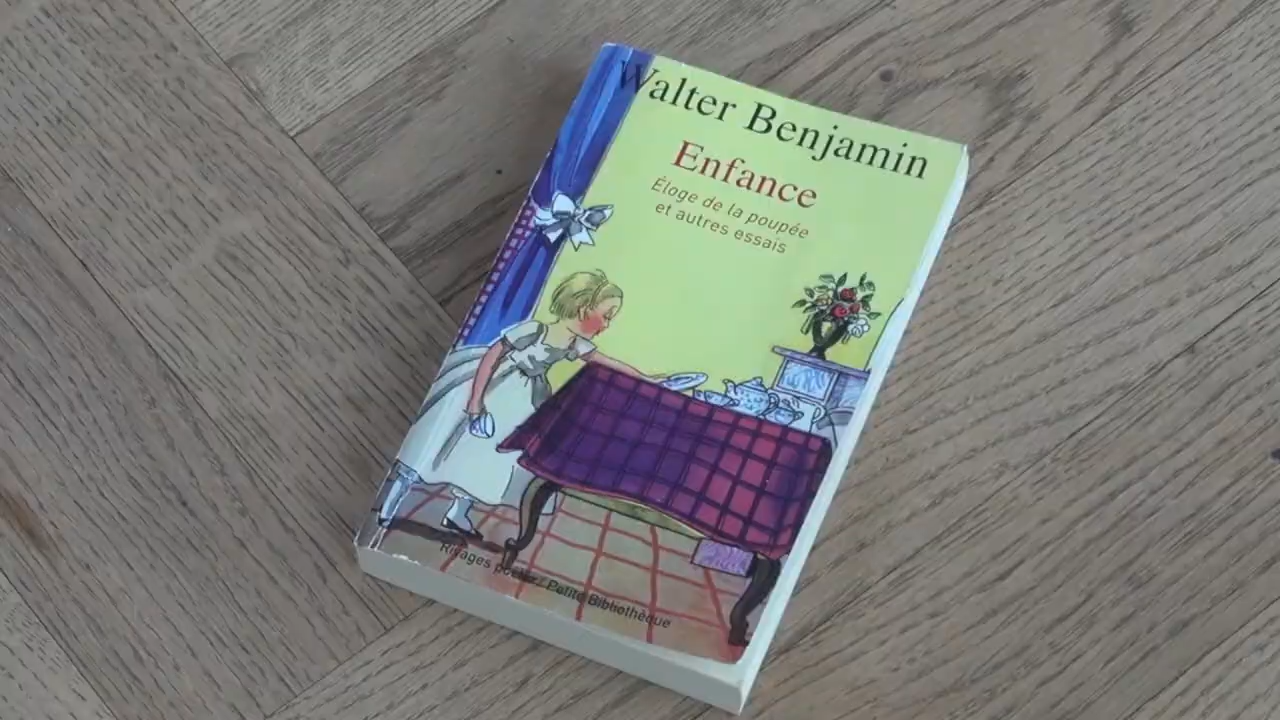 Walter Benjamin
Enfance
Éloge de la poupée
et autres essais
Rivages poche / Petite Bibliothèque